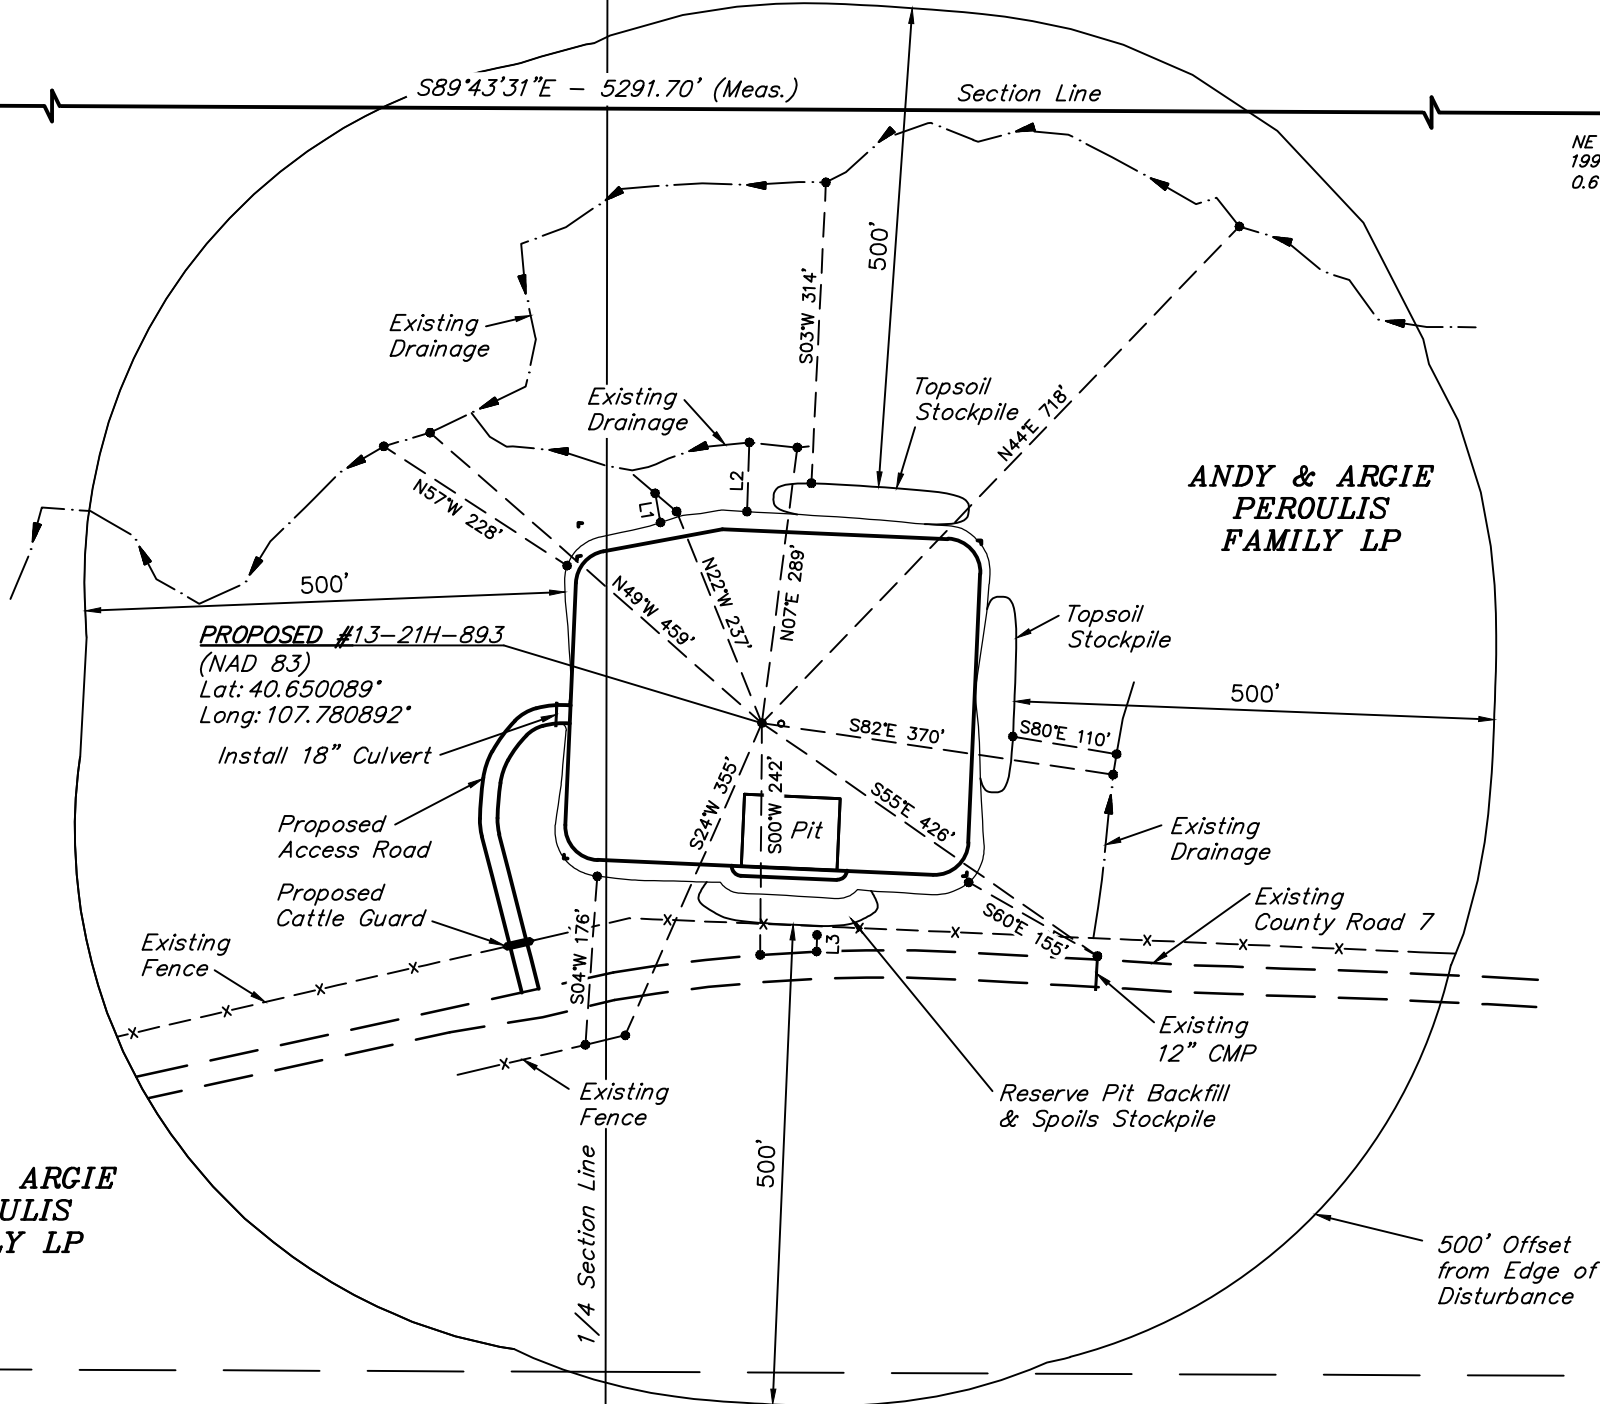 S89°43'31"E - 5291.70' (Meas.)
Section Line
NE
199
0.6
500'
S03°W 314'
Existing
Drainage
Existing
Drainage
Topsoil
Stockpile
N44°E 718'
L2
L1
N57°W 228'
ANDY & ARGIE
PEROULIS
FAMILY LP
500'
N49°W 459'
N22°W 237'
N07°E 289'
PROPOSED #13-21H-893
(NAD 83)
Lat: 40.650089°
Long: 107.780892°
Install 18" Culvert
Topsoil
Stockpile
500'
P
S82°E 370'
S80°E 110'
S24°W 355'
S00°W 242'
S55°E 426'
Pit
Proposed
Access Road
Existing
Drainage
Proposed
Cattle Guard
Existing
County Road 7
Existing
Fence
S04°W 176'
L3
S60°E 155'
Existing
12" CMP
Existing
Fence
Reserve Pit Backfill
& Spoils Stockpile
500'
1/4 Section Line
ARGIE
ULIS
Y LP
500' Offset
from Edge of
Disturbance